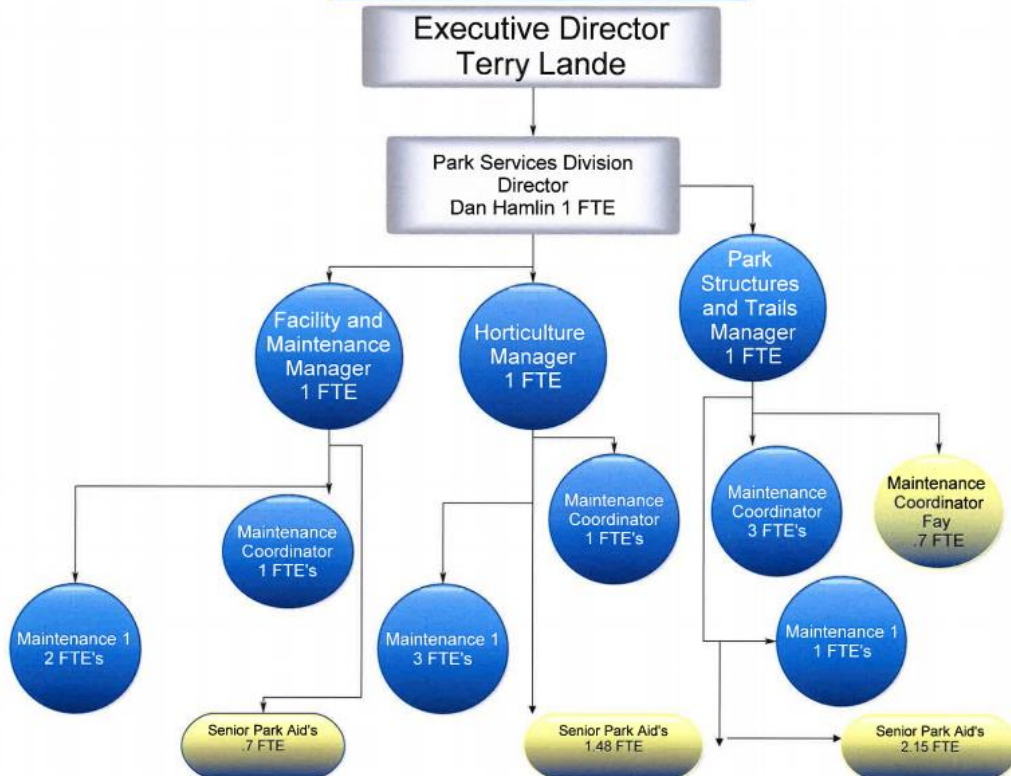 Executive Director
Terry Lande
Park Services Division
Director
Dan Hamlin 1 FTE
Facility and
Maintenance
Manager
1 FTE
Horticulture
Manager
1 FTE
Park
Structures
and Trails
Manager
1 FTE
Maintenance
Coordinator
1 FTE's
Maintenance
Coordinator
1 FTE's
Maintenance
Coordinator
3 FTE's
Maintenance
Coordinator
Fay
.7 FTE
Maintenance 1
2 FTE's
Maintenance 1
3 FTE's
Maintenance 1
1 FTE's
Senior Park Aid's
.7 FTE
Senior Park Aid's
1.48 FTE
Senior Park Aid's
2.15 FTE